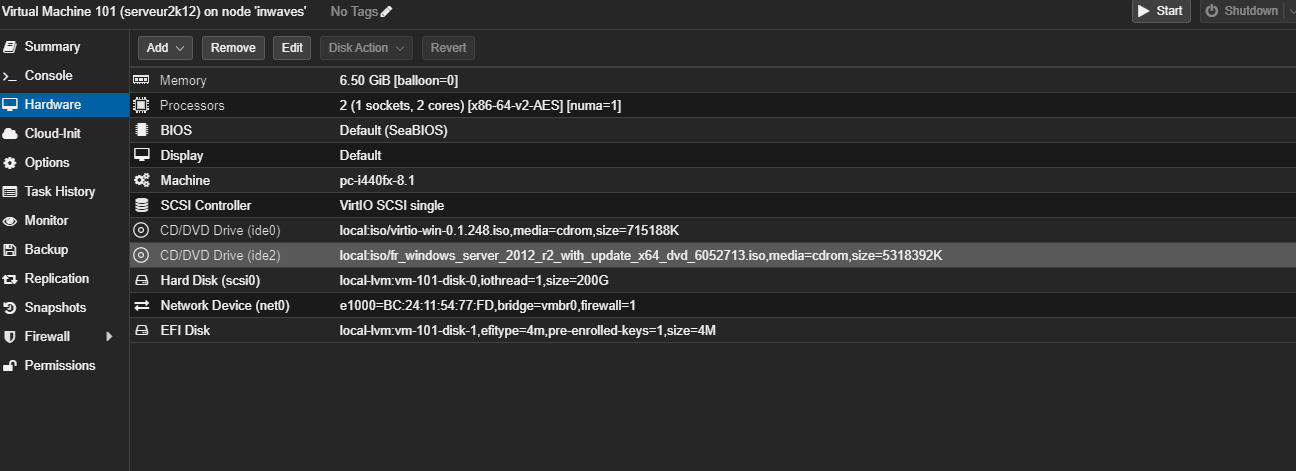 Virtual Machine 101 (serveur2k12) on node 'inwaves' No Tags Start Shutdown
Summary
Console
Hardware
Cloud-Init
Options
Task History
Monitor
Backup
Replication
Snapshots
Firewall
Permissions
Add Remove Edit Disk Action Revert
Memory 6.50 GiB [balloon=0]
Processors 2 (1 sockets, 2 cores) [x86-64-v2-AES] [numa=1]
BIOS Default (SeaBIOS)
Display Default
Machine pc-i440fx-8.1
SCSI Controller VirtIO SCSI single
CD/DVD Drive (ide0) local:iso/virtio-win-0.1.248.iso,media=cdrom,size=715188K
CD/DVD Drive (ide2) local:iso/fr_windows_server_2012_r2_with_update_x64_dvd_6052713.iso,media=cdrom,size=5318392K
Hard Disk (scsi0) local-lvm:vm-101-disk-0,iothread=1,size=200G
Network Device (net0) e1000=BC:24:11:54:77:FD,bridge=vmbr0,firewall=1
EFI Disk local-lvm:vm-101-disk-1,efitype=4m,pre-enrolled-keys=1,size=4M